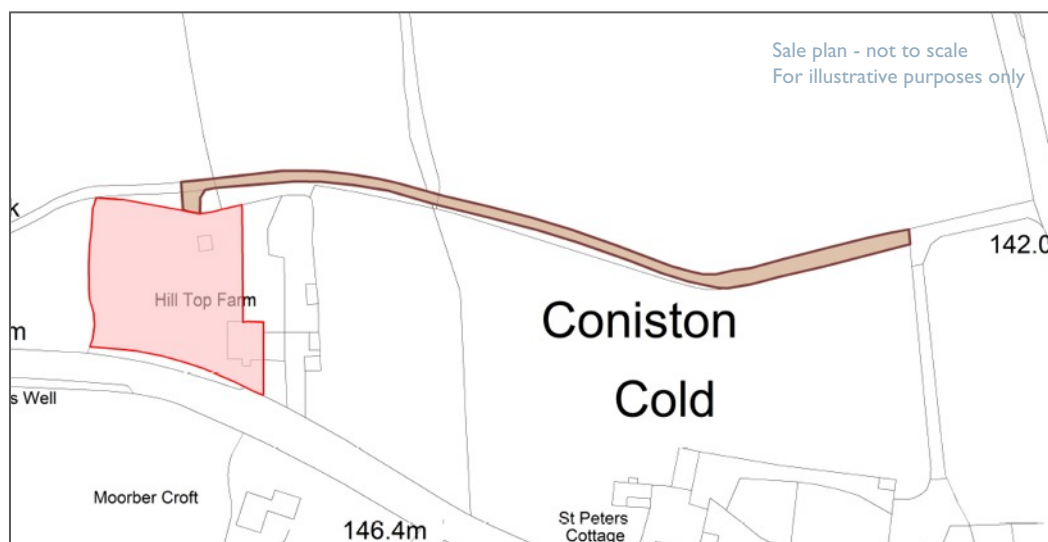 Sale plan - not to scale
For illustrative purposes only
k
142.0
Hill Top Farm
Coniston
m
Cold
s Well
Moorber Croft
St Peters
Cottage
146.4m